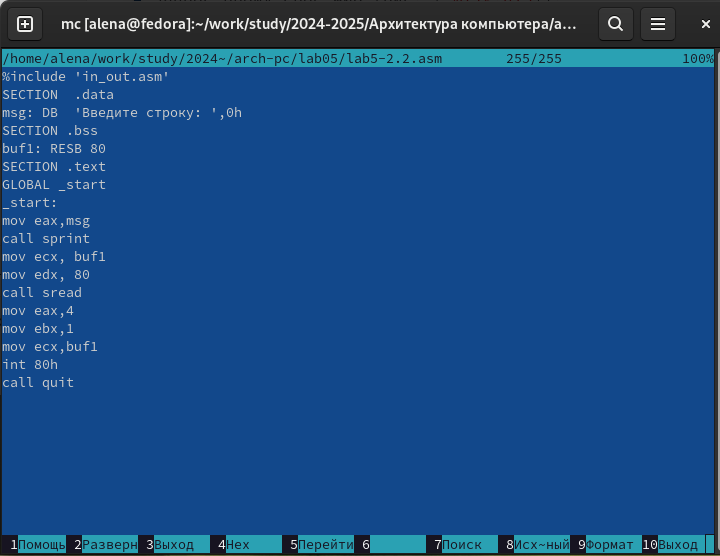 mc [alena@fedora]:~/work/study/2024-2025/Архитектура компьютера/a...
/home/alena/work/study/2024~/arch-pc/lab05/lab5-2.2.asm 255/255 100%
%include 'in_out.asm'
SECTION .data
msg: DB 'Введите строку: ',0h
SECTION .bss
buf1: RESB 80
SECTION .text
GLOBAL _start
_start:
mov eax,msg
call sprint
mov ecx, buf1
mov edx, 80
call sread
mov eax,4
mov ebx,1
mov ecx,buf1
int 80h
call quit
1Помощь 2Разверн 3Выход 4Hex 5Перейти 6 7Поиск 8Исх~ный 9Формат 10Выход